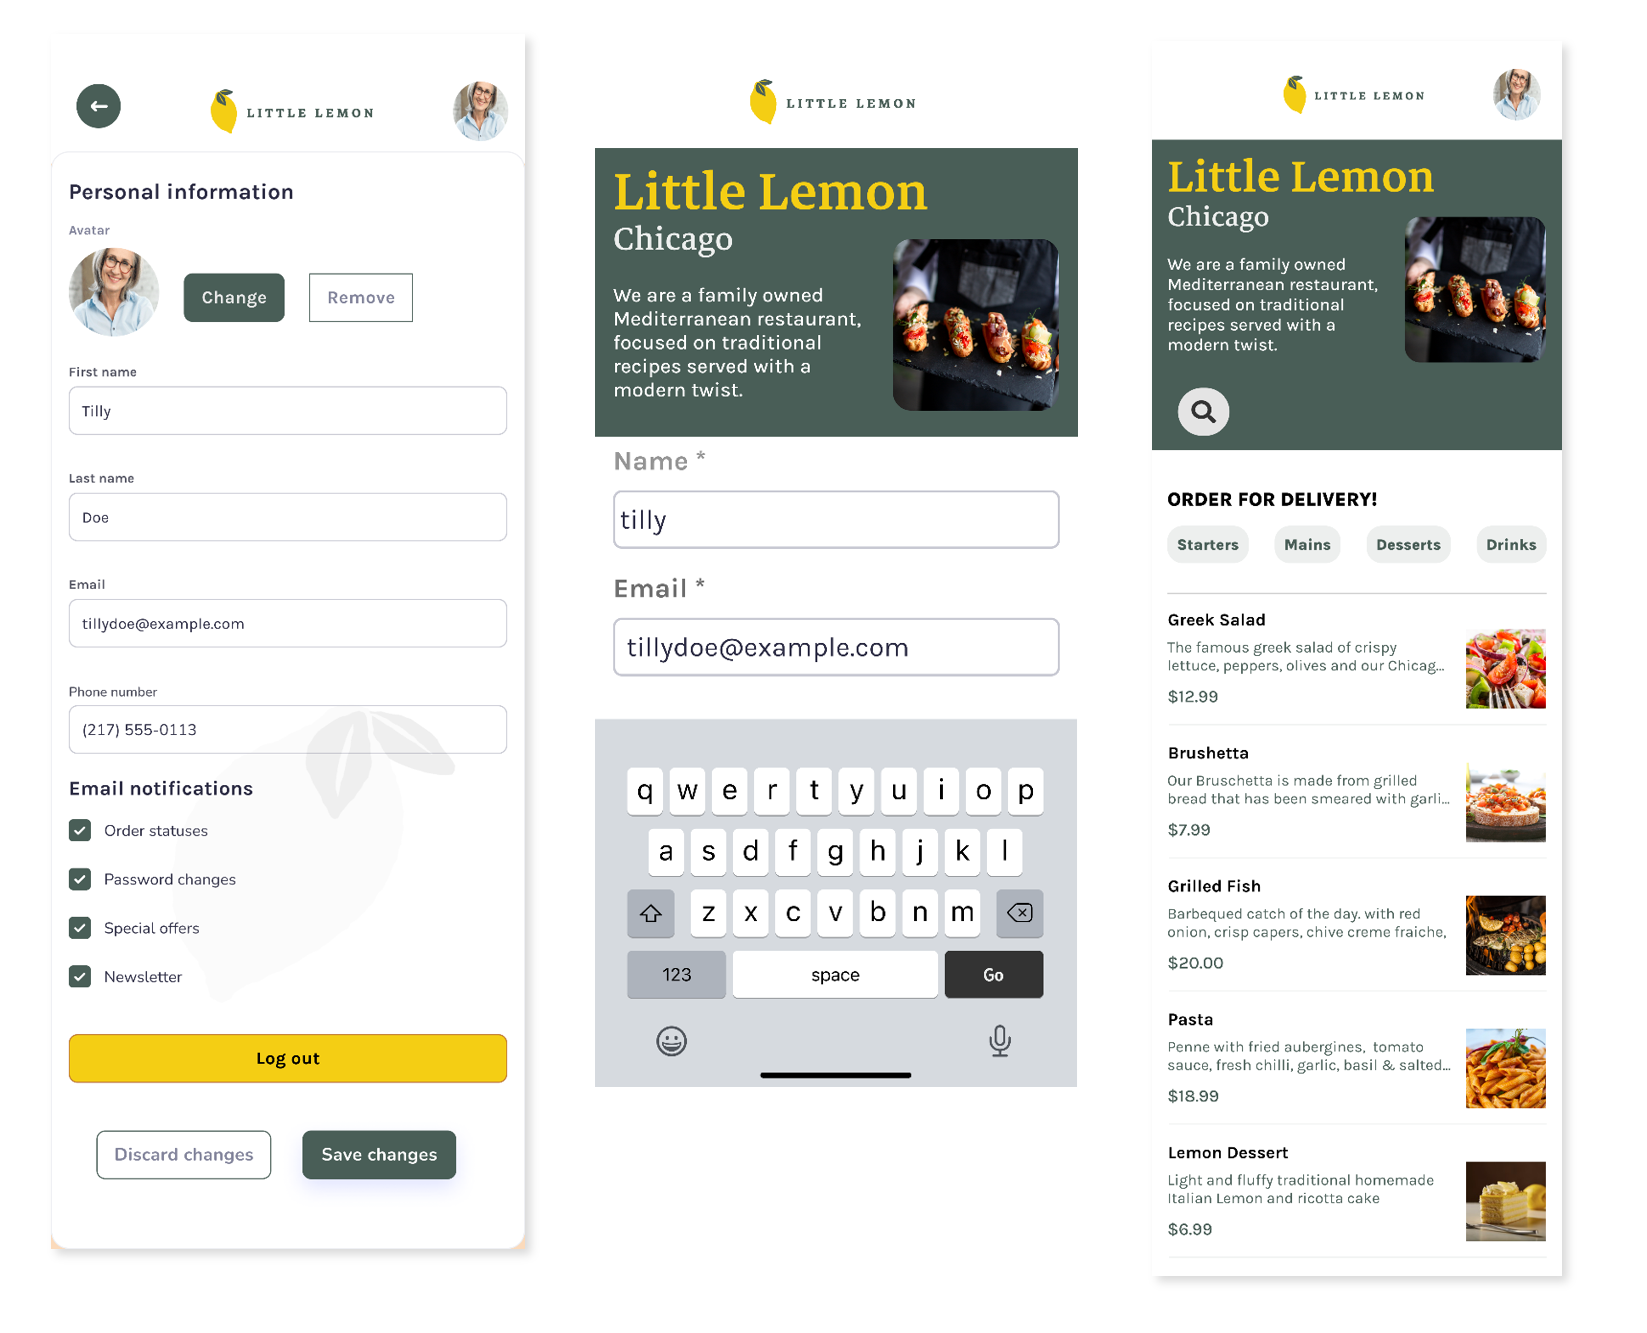 LITTLE LEMON
Personal information
Avatar
Change
Remove
First name
Tilly
Last name
Doe
Email
tillydoe@example.com
Phone number
(217) 555-0113
Email notifications
Order statuses
Password changes
Special offers
Newsletter
Log out
Discard changes
Save changes
LITTLE LEMON
Little Lemon
Chicago
We are a family owned
Mediterranean restaurant,
focused on traditional
recipes served with a
modern twist.
Name *
tilly
Email *
tillydoe@example.com
q w e r t y u i o p
a s d f g h j k l
z x c v b n m
123 space Go
LITTLE LEMON
Little Lemon
Chicago
We are a family owned
Mediterranean restaurant,
focused on traditional
recipes served with a
modern twist.
ORDER FOR DELIVERY!
Starters Mains Desserts Drinks
Greek Salad
The famous greek salad of crispy
lettuce, peppers, olives and our Chicag...
$12.99
Brushetta
Our Bruschetta is made from grilled
bread that has been smeared with garli...
$7.99
Grilled Fish
Barbequed catch of the day. with red
onion, crisp capers, chive creme fraiche,
$20.00
Pasta
Penne with fried aubergines, tomato
sauce, fresh chilli, garlic, basil & salted...
$18.99
Lemon Dessert
Light and fluffy traditional homemade
Italian Lemon and ricotta cake
$6.99